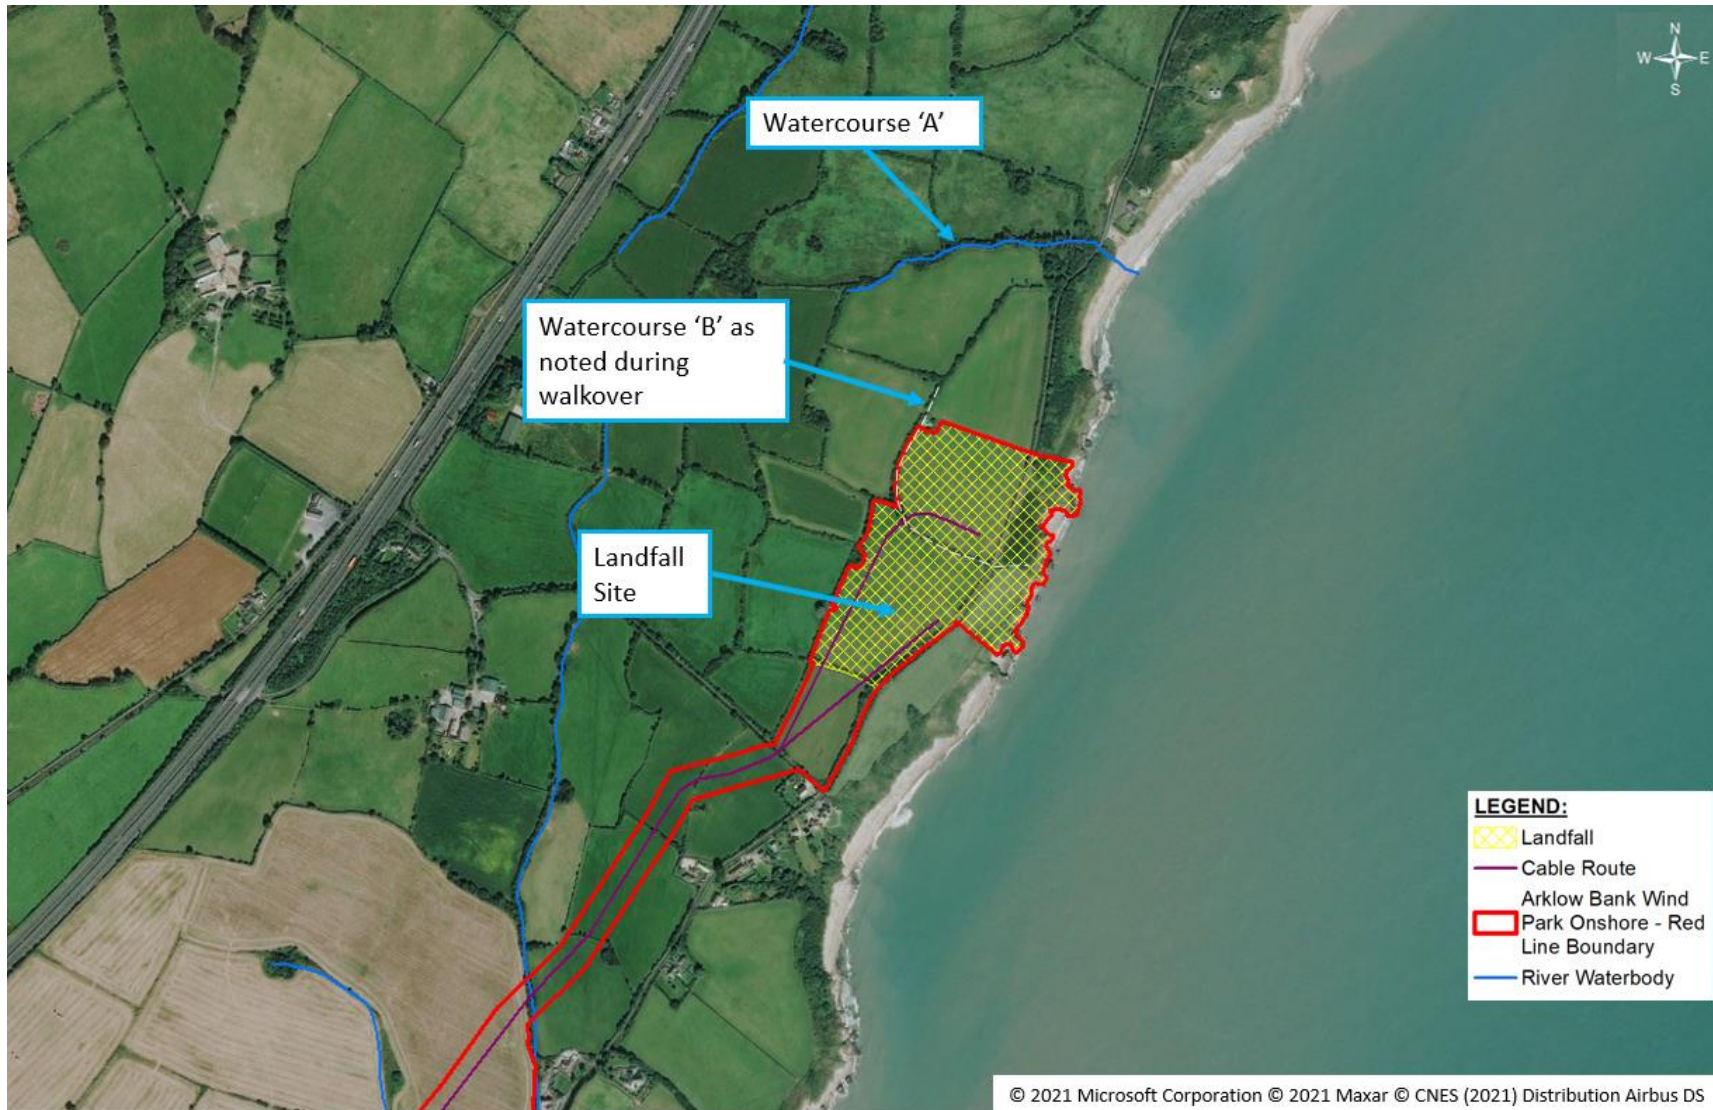 N
W E
S
Watercourse ‘A’
Watercourse ‘B’ as
noted during
walkover
Landfall
Site
LEGEND:
Landfall
Cable Route
Arklow Bank Wind
Park Onshore - Red
Line Boundary
River Waterbody
© 2021 Microsoft Corporation © 2021 Maxar © CNES (2021) Distribution Airbus DS